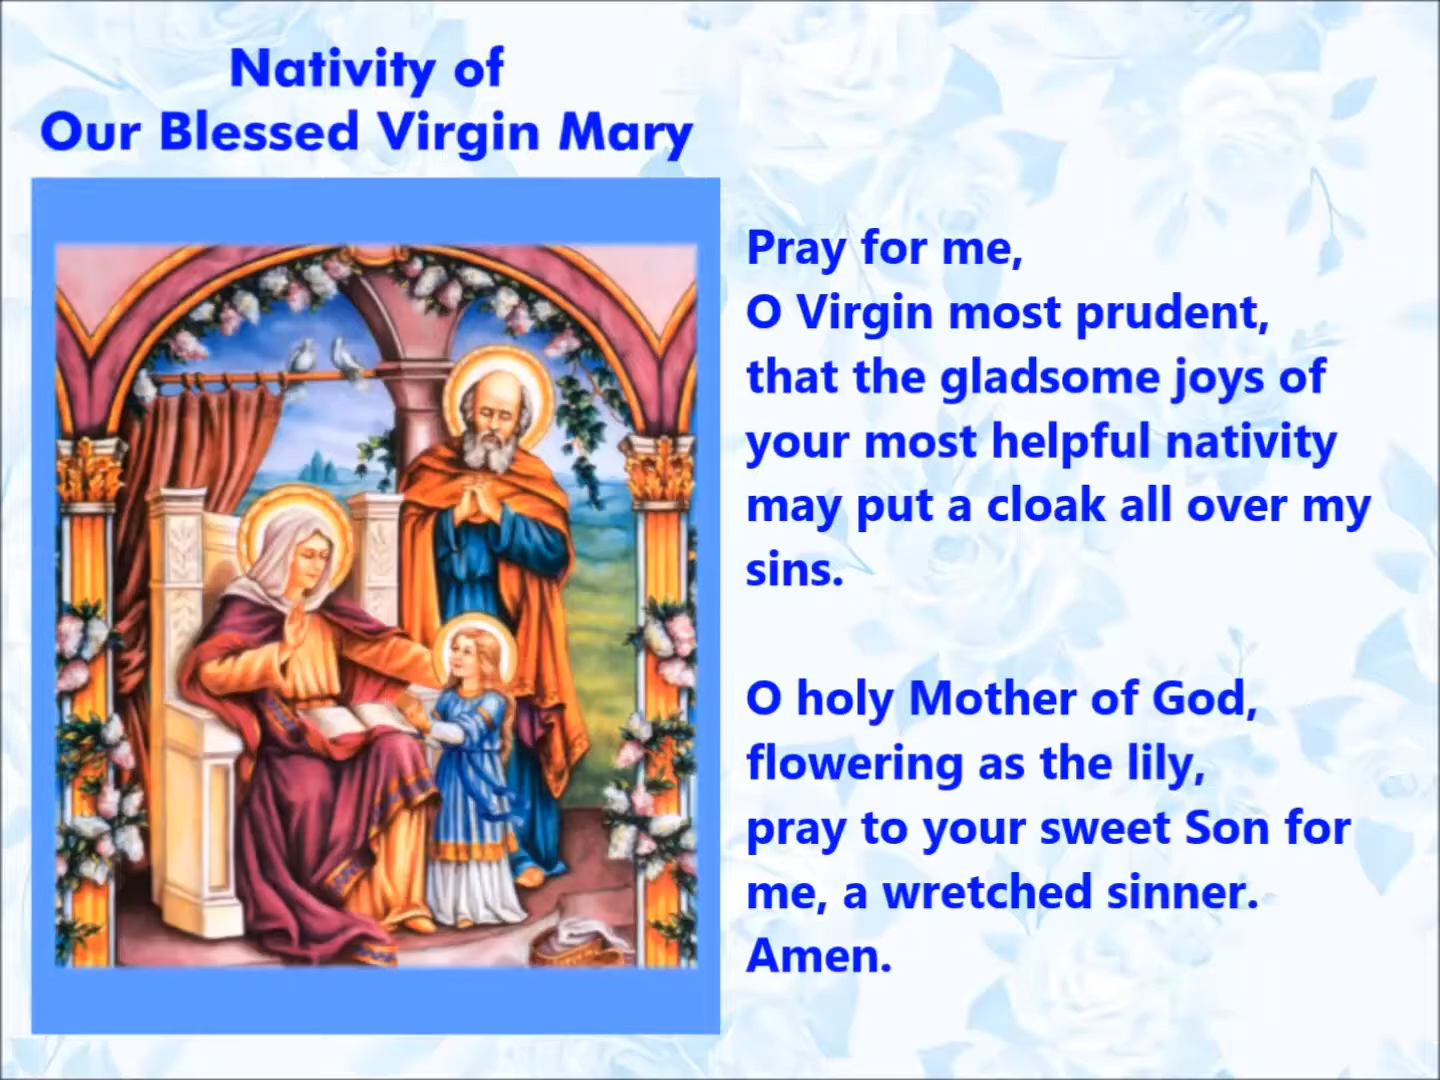 Nativity of
Our Blessed Virgin Mary
Pray for me,
O Virgin most prudent,
that the gladsome joys of
your most helpful nativity
may put a cloak all over my
sins.
O holy Mother of God,
flowering as the lily,
pray to your sweet Son for
me, a wretched sinner.
Amen.